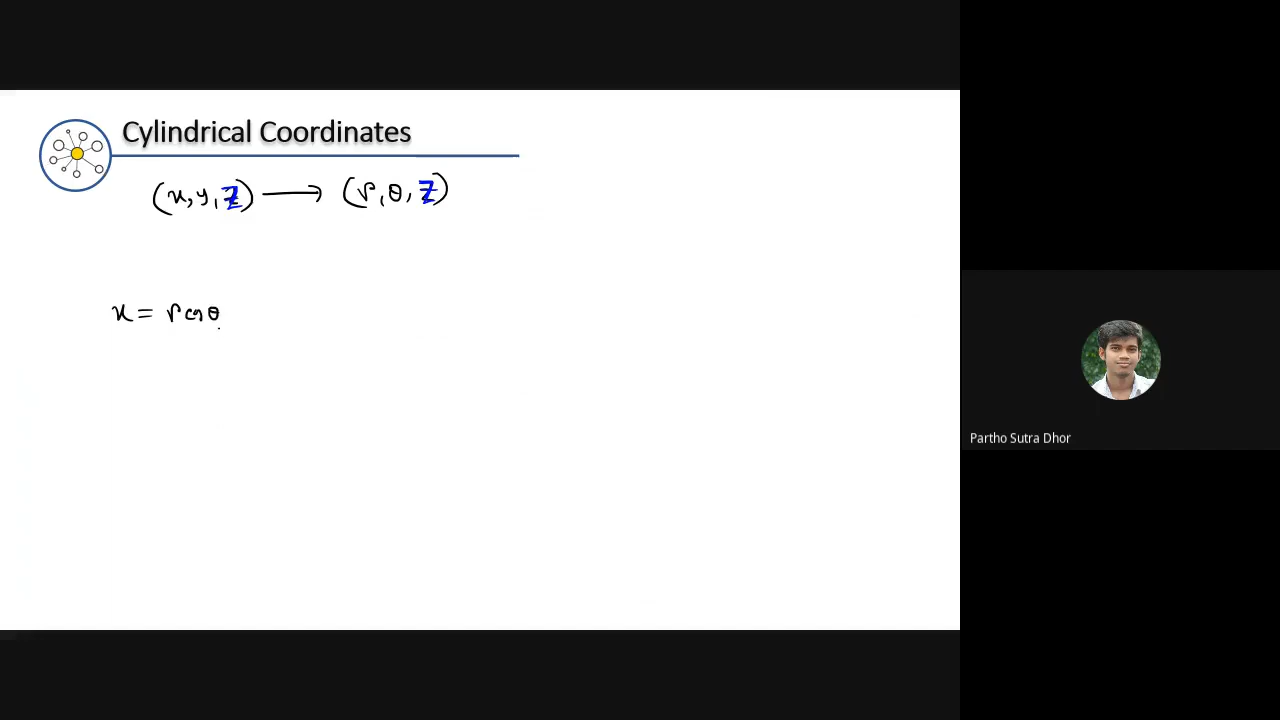 Cylindrical Coordinates
(x, y, z) ⟶ (r, θ, z)
x = r cos θ
Partho Sutra Dhor